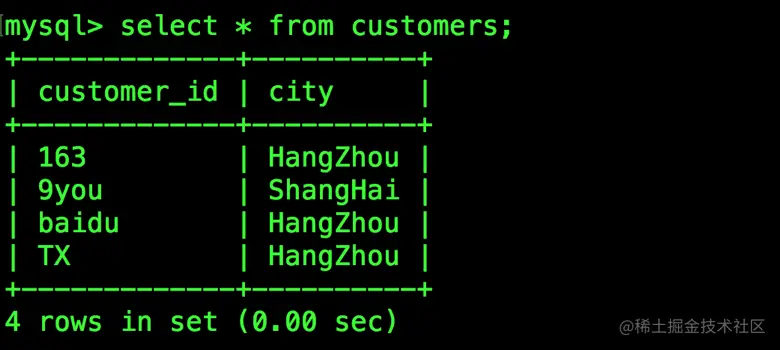 mysql> select * from customers;
+-------------+----------+
| customer_id | city     |
+-------------+----------+
| 163         | HangZhou |
| 9you        | ShangHai |
| baidu       | HangZhou |
| TX          | HangZhou |
+-------------+----------+
4 rows in set (0.00 sec)
@稀土掘金技术社区